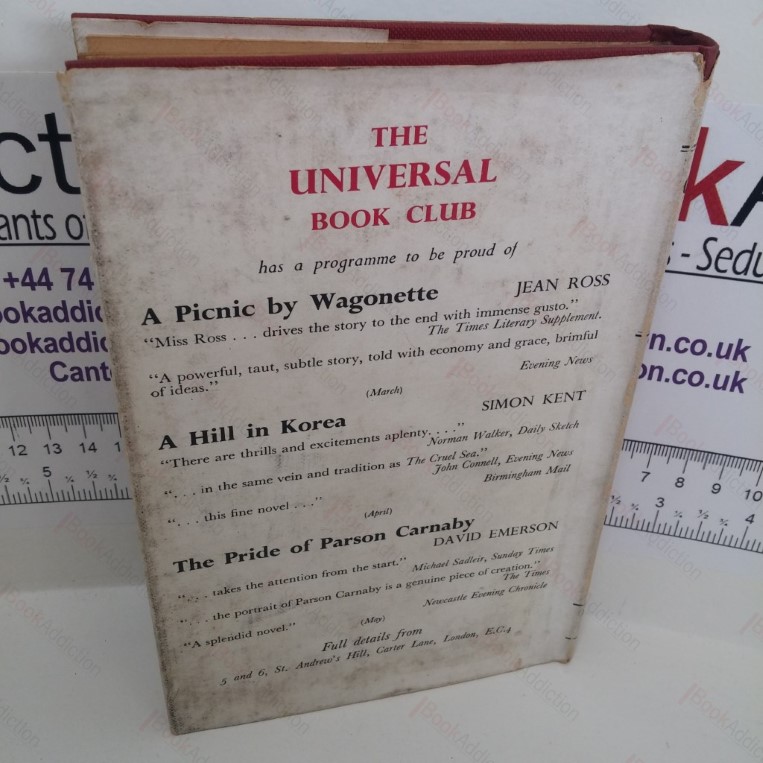 THE
UNIVERSAL
BOOK CLUB
has a programme to be proud of
A Picnic by Wagonette JEAN ROSS
“Miss Ross . . . drives the story to the end with immense gusto.”
The Times Literary Supplement.
“A powerful, taut, subtle story, told with economy and grace, brimful
of ideas.” Evening News
(March)
A Hill in Korea SIMON KENT
“There are thrills and excitements aplenty. . . .”
Norman Walker, Daily Sketch
“. . . in the same vein and tradition as The Cruel Sea.”
John Connell, Evening News
“. . . this fine novel . . .” Birmingham Mail
(April)
The Pride of Parson Carnaby
DAVID EMERSON
“. . . takes the attention from the start.” Michael Sadleir, Sunday Times
“. . . the portrait of Parson Carnaby is a genuine piece of creation.”
The Times
“A splendid novel.” Newcastle Evening Chronicle
(May)
Full details from
5 and 6, St. Andrew's Hill, Carter Lane, London, E.C.4
ct
ants o
+44 74
ookaddic
ookaddic
Cant
12 13 14
5
kA
s - Sedu
n.co.uk
on.co.uk
7 8 9 10
3 4
BookAddiction